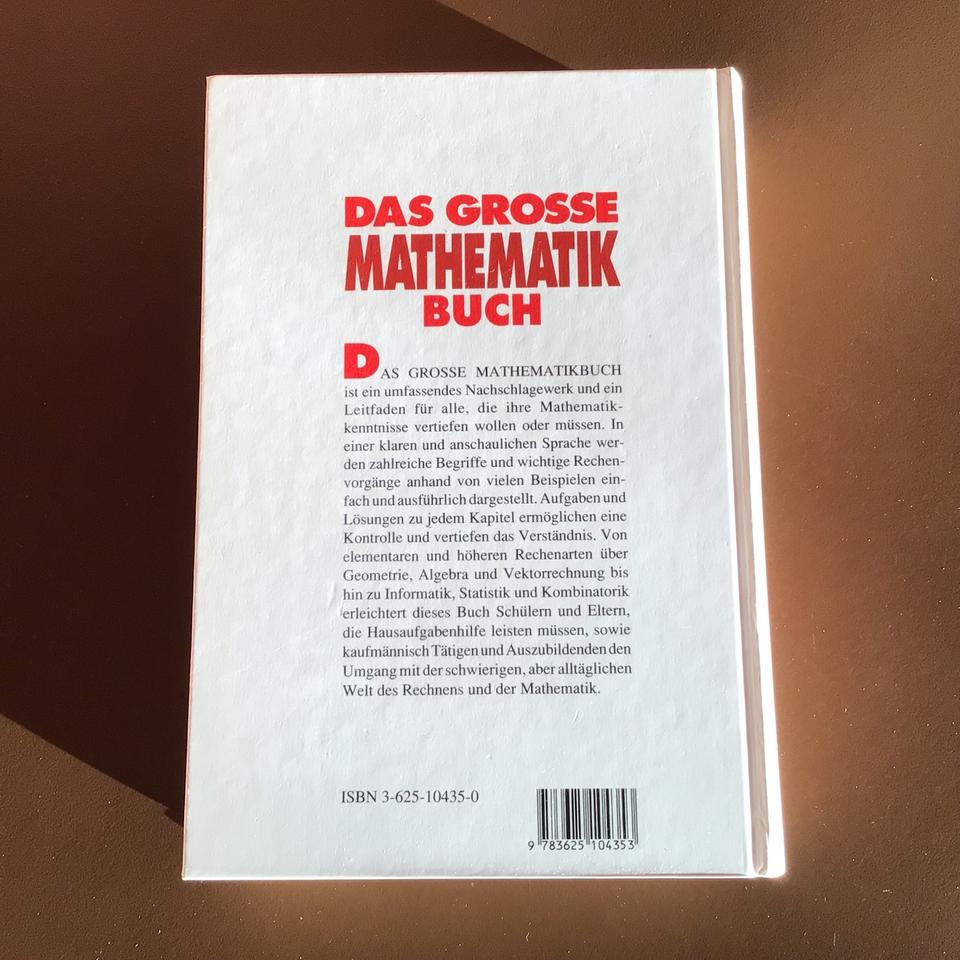 DAS GROSSE
MATHEMATIK
BUCH
DAS GROSSE MATHEMATIKBUCH
ist ein umfassendes Nachschlagewerk und ein
Leitfaden für alle, die ihre Mathematik-
kenntnisse vertiefen wollen oder müssen. In
einer klaren und anschaulichen Sprache wer-
den zahlreiche Begriffe und wichtige Rechen-
vorgänge anhand von vielen Beispielen ein-
fach und ausführlich dargestellt. Aufgaben und
Lösungen zu jedem Kapitel ermöglichen eine
Kontrolle und vertiefen das Verständnis. Von
elementaren und höheren Rechenarten über
Geometrie, Algebra und Vektorrechnung bis
hin zu Informatik, Statistik und Kombinatorik
erleichtert dieses Buch Schülern und Eltern,
die Hausaufgabenhilfe leisten müssen, sowie
kaufmännisch Tätigen und Auszubildenden den
Umgang mit der schwierigen, aber alltäglichen
Welt des Rechnens und der Mathematik.
ISBN 3-625-10435-0
9 783625 104353